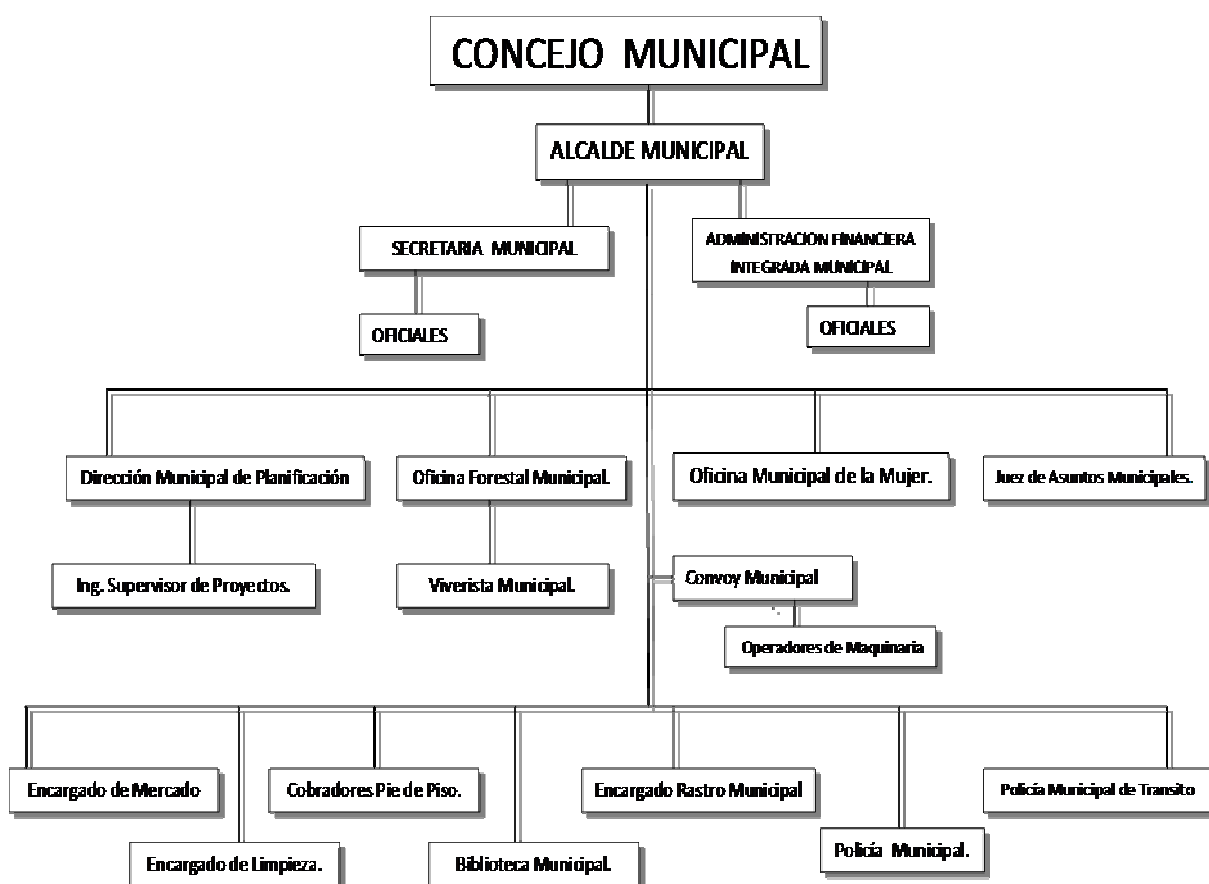 CONCEJO MUNICIPAL
ALCALDE MUNICIPAL
SECRETARIA MUNICIPAL
ADMINISTRACION FINANCIERA
INTEGRADA MUNICIPAL
OFICIALES
OFICIALES
Dirección Municipal de Planificación
Oficina Forestal Municipal.
Oficina Municipal de la Mujer.
Juez de Asuntos Municipales.
Ing. Supervisor de Proyectos.
Viverista Municipal.
Convoy Municipal
Operadores de Maquinaria
Encargado de Mercado
Cobradores Pie de Piso.
Encargado Rastro Municipal
Policía Municipal de Transito
Encargado de Limpieza.
Biblioteca Municipal.
Policía Municipal.